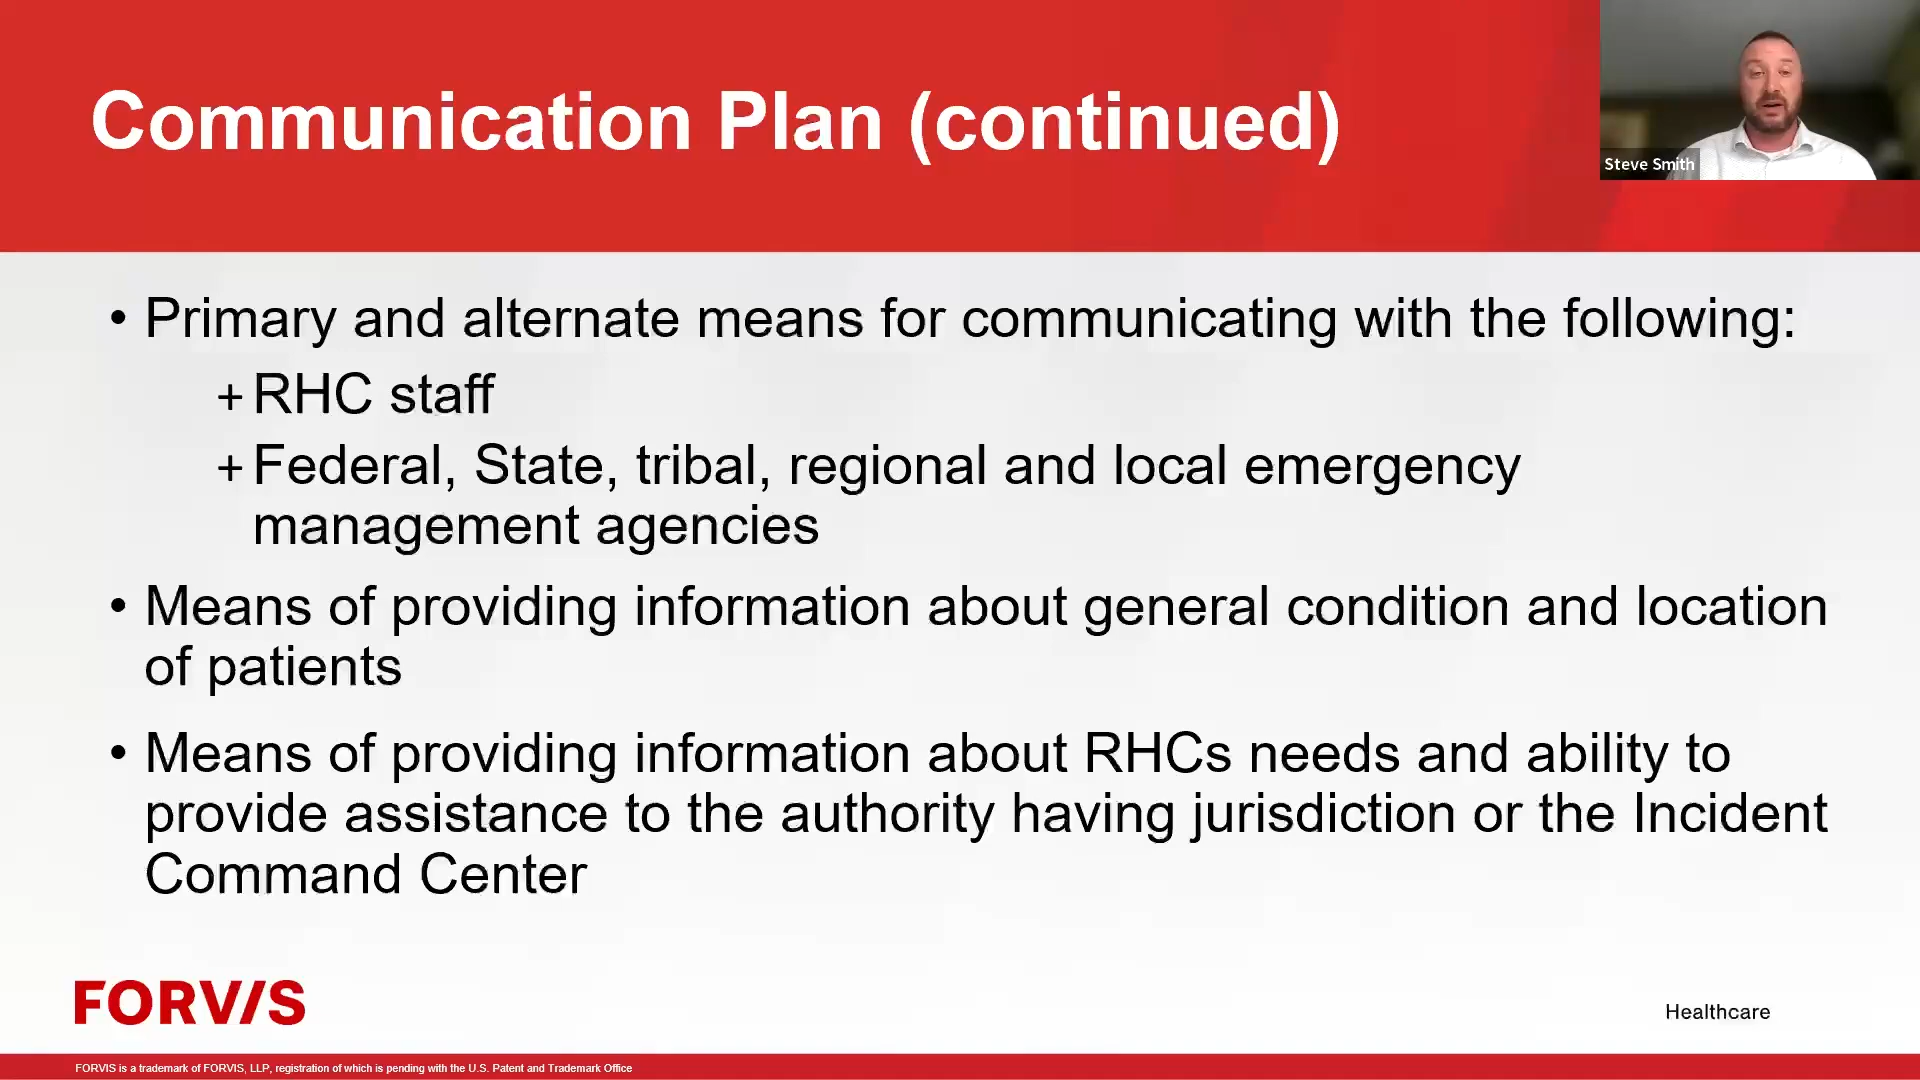 Communication Plan (continued)
Steve Smith
• Primary and alternate means for communicating with the following:
+ RHC staff
+ Federal, State, tribal, regional and local emergency
management agencies
• Means of providing information about general condition and location
of patients
• Means of providing information about RHCs needs and ability to
provide assistance to the authority having jurisdiction or the Incident
Command Center
FORVIS
Healthcare
FORVIS is a trademark of FORVIS, LLP, registration of which is pending with the U.S. Patent and Trademark Office